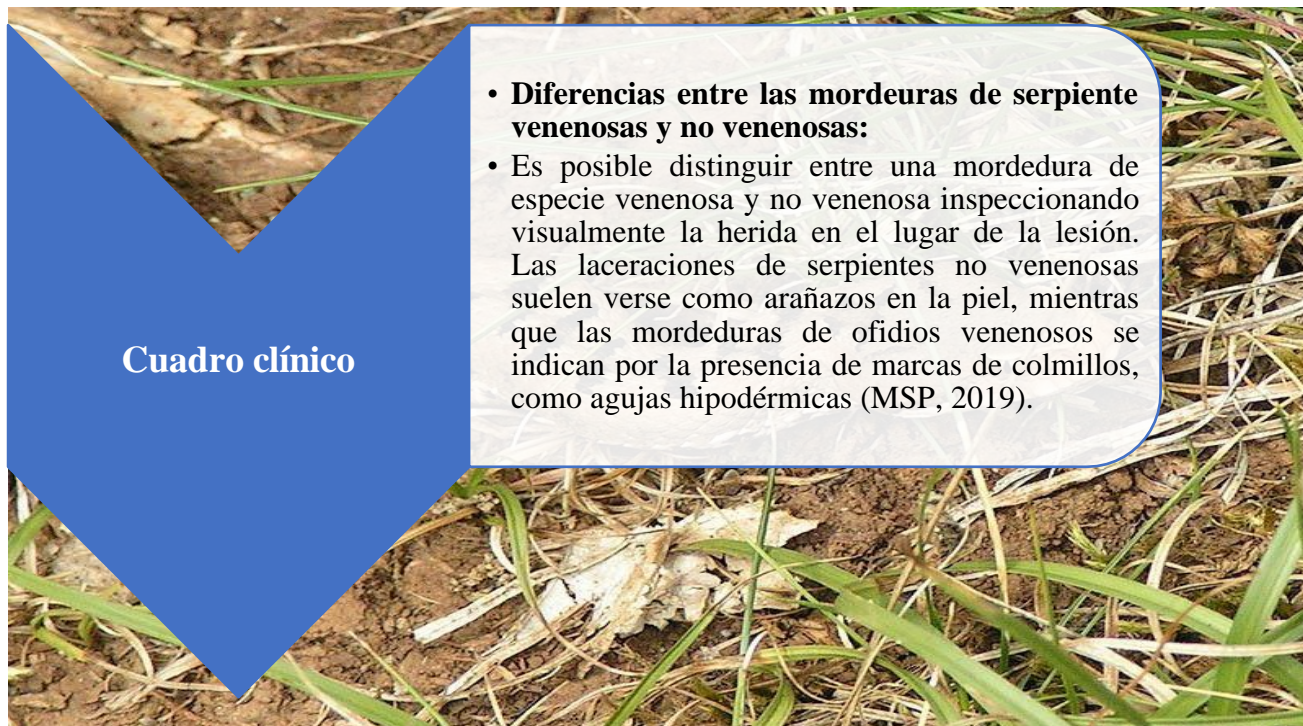 Cuadro clínico
• Diferencias entre las mordeuras de serpiente
venenosas y no venenosas:
• Es posible distinguir entre una mordedura de
especie venenosa y no venenosa inspeccionando
visualmente la herida en el lugar de la lesión.
Las laceraciones de serpientes no venenosas
suelen verse como arañazos en la piel, mientras
que las mordeduras de ofidios venenosos se
indican por la presencia de marcas de colmillos,
como agujas hipodérmicas (MSP, 2019).